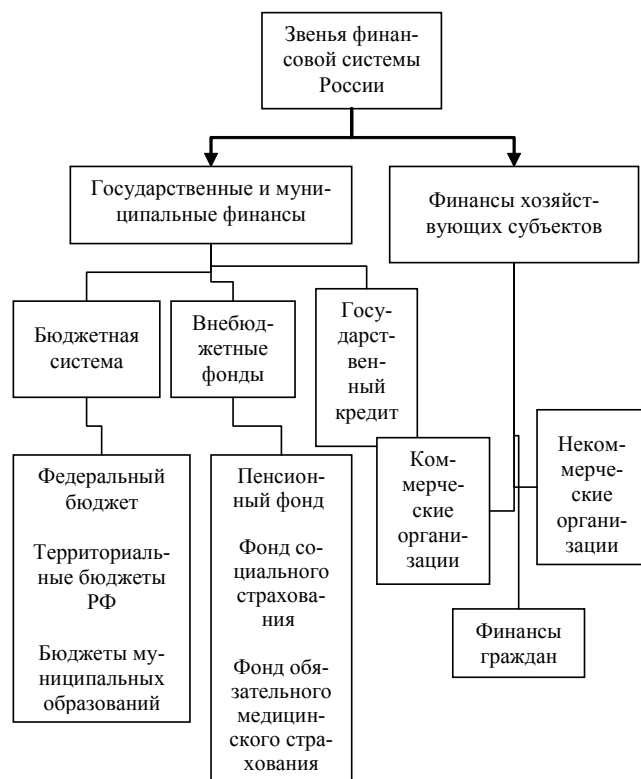 Звенья финан-
совой системы
России
Государственные и муни-
ципальные финансы
Финансы хозяйст-
вующих субъектов
Бюджетная
система
Внебюд-
жетные
фонды
Госу-
дарст-
вен-
ный
кредит
Федеральный
бюджет
Территориаль-
ные бюджеты
РФ
Бюджеты му-
ниципальных
образований
Пенсион-
ный фонд
Фонд со-
циального
страхова-
ния
Фонд обя-
зательного
медицин-
ского стра-
хования
Ком-
мерче-
ские
органи-
зации
Неком-
мерче-
ские
органи-
зации
Финансы
граждан